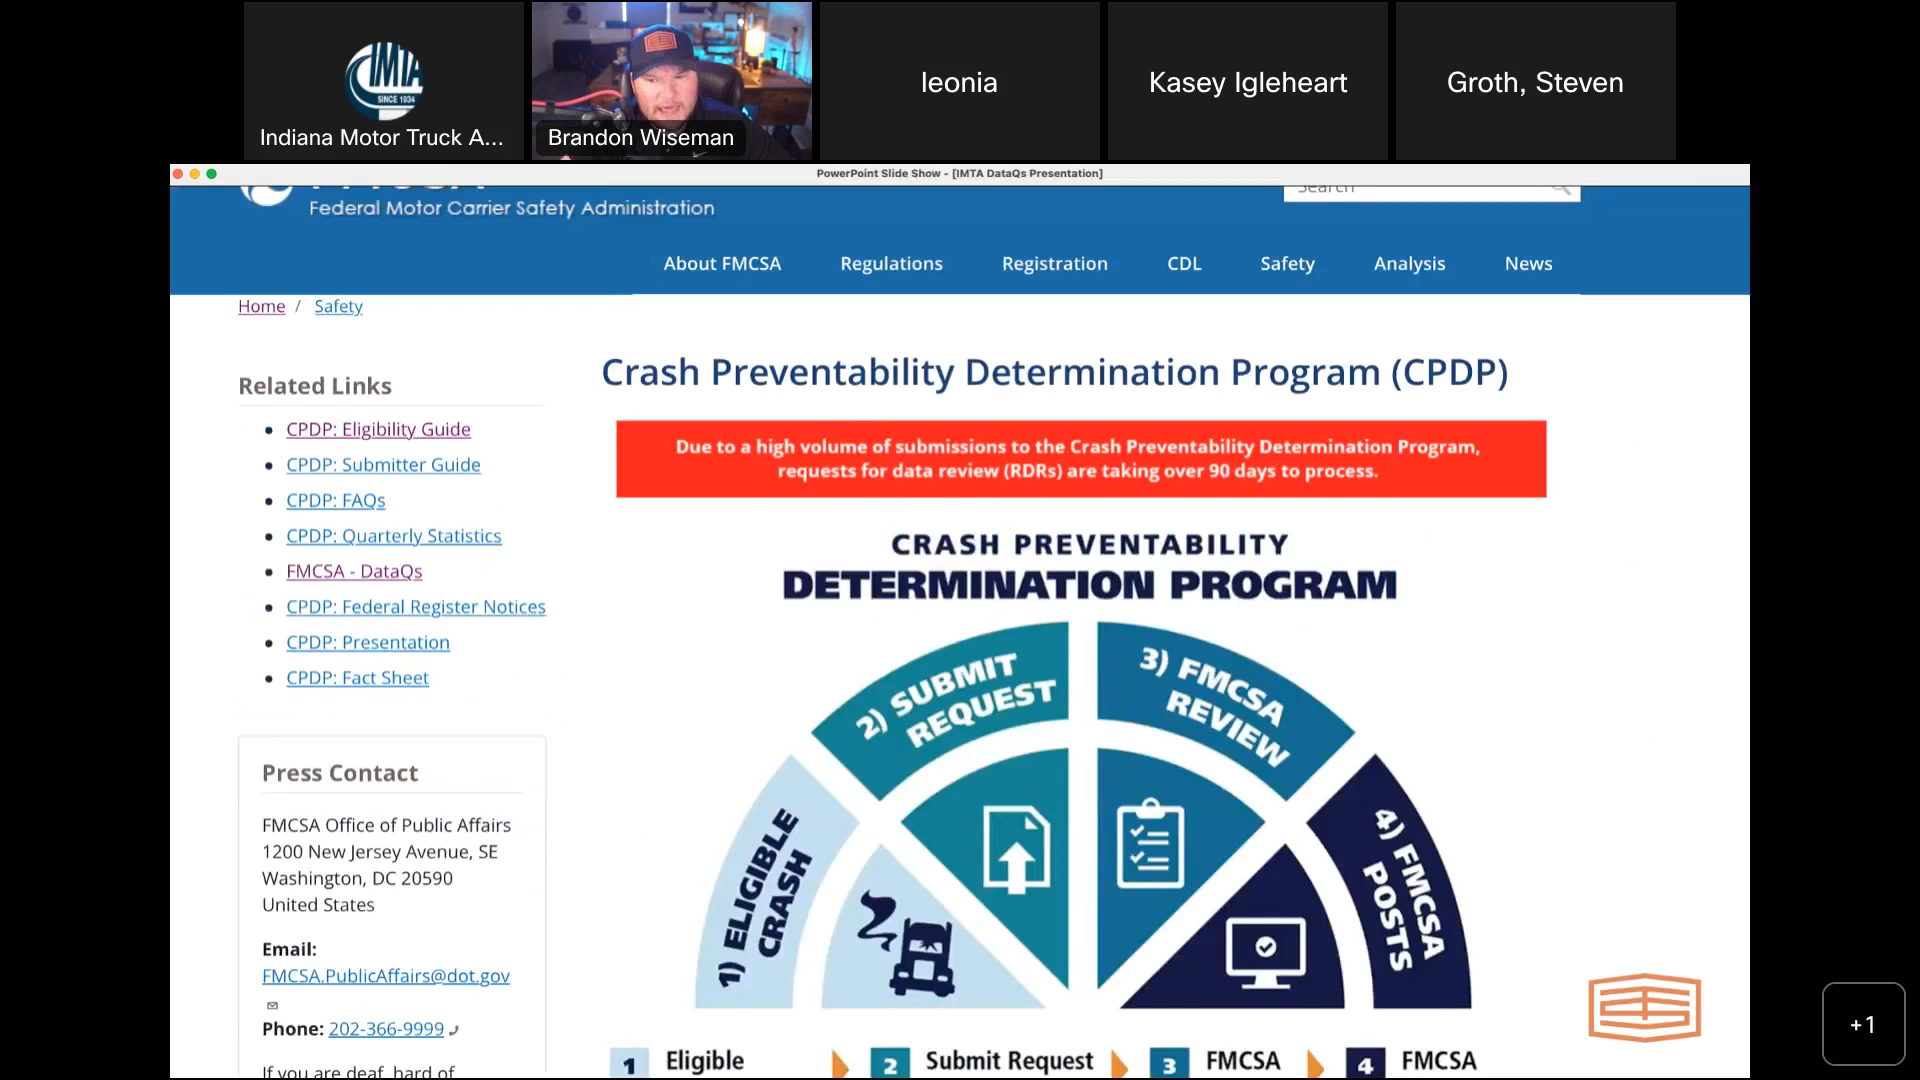 IMTA
SINCE 1934
Indiana Motor Truck A...
Brandon Wiseman
leonia
Kasey Igleheart
Groth, Steven
PowerPoint Slide Show - [IMTA DataQs Presentation]
Federal Motor Carrier Safety Administration
Search
About FMCSA
Regulations
Registration
CDL
Safety
Analysis
News
Home / Safety
Related Links
CPDP: Eligibility Guide
CPDP: Submitter Guide
CPDP: FAQs
CPDP: Quarterly Statistics
FMCSA - DataQs
CPDP: Federal Register Notices
CPDP: Presentation
CPDP: Fact Sheet
Press Contact
FMCSA Office of Public Affairs
1200 New Jersey Avenue, SE
Washington, DC 20590
United States
Email:
FMCSA.PublicAffairs@dot.gov
Phone: 202-366-9999
If you are deaf, hard of
Crash Preventability Determination Program (CPDP)
Due to a high volume of submissions to the Crash Preventability Determination Program,
requests for data review (RDRs) are taking over 90 days to process.
CRASH PREVENTABILITY
DETERMINATION PROGRAM
1) ELIGIBLE
CRASH
2) SUBMIT
REQUEST
3) FMCSA
REVIEW
4) FMCSA
POSTS
1 Eligible
2 Submit Request
3 FMCSA
4 FMCSA
+1